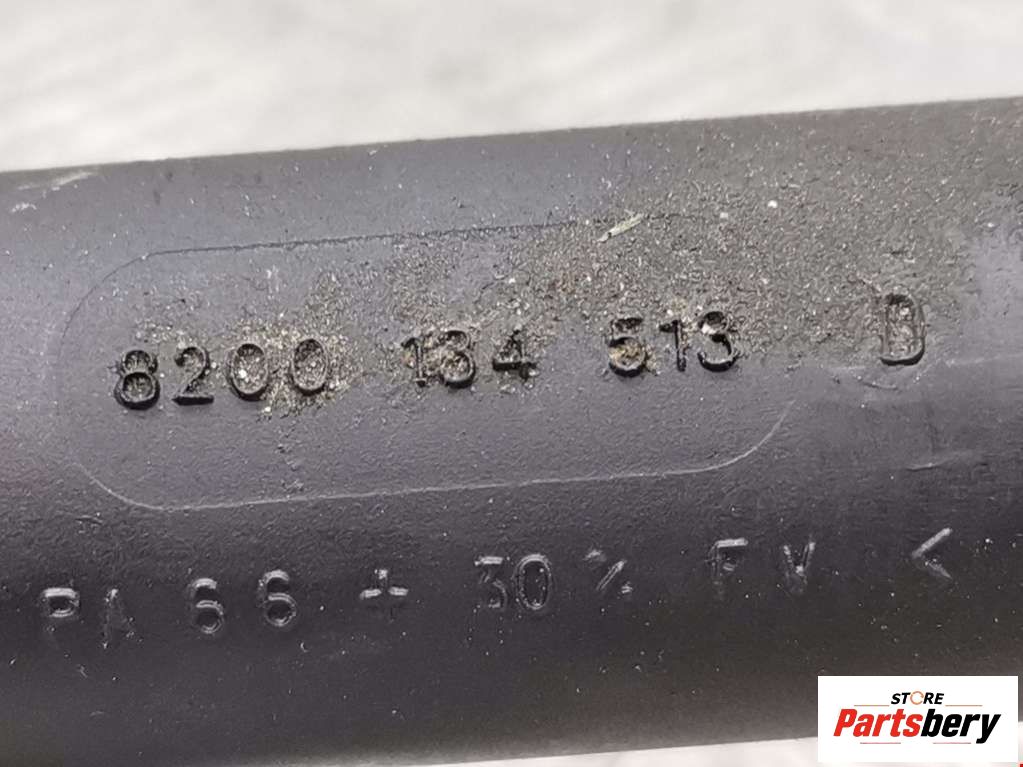 8200 134 513 D
PA 66 + 30 % FV <
STORE
Partsbery